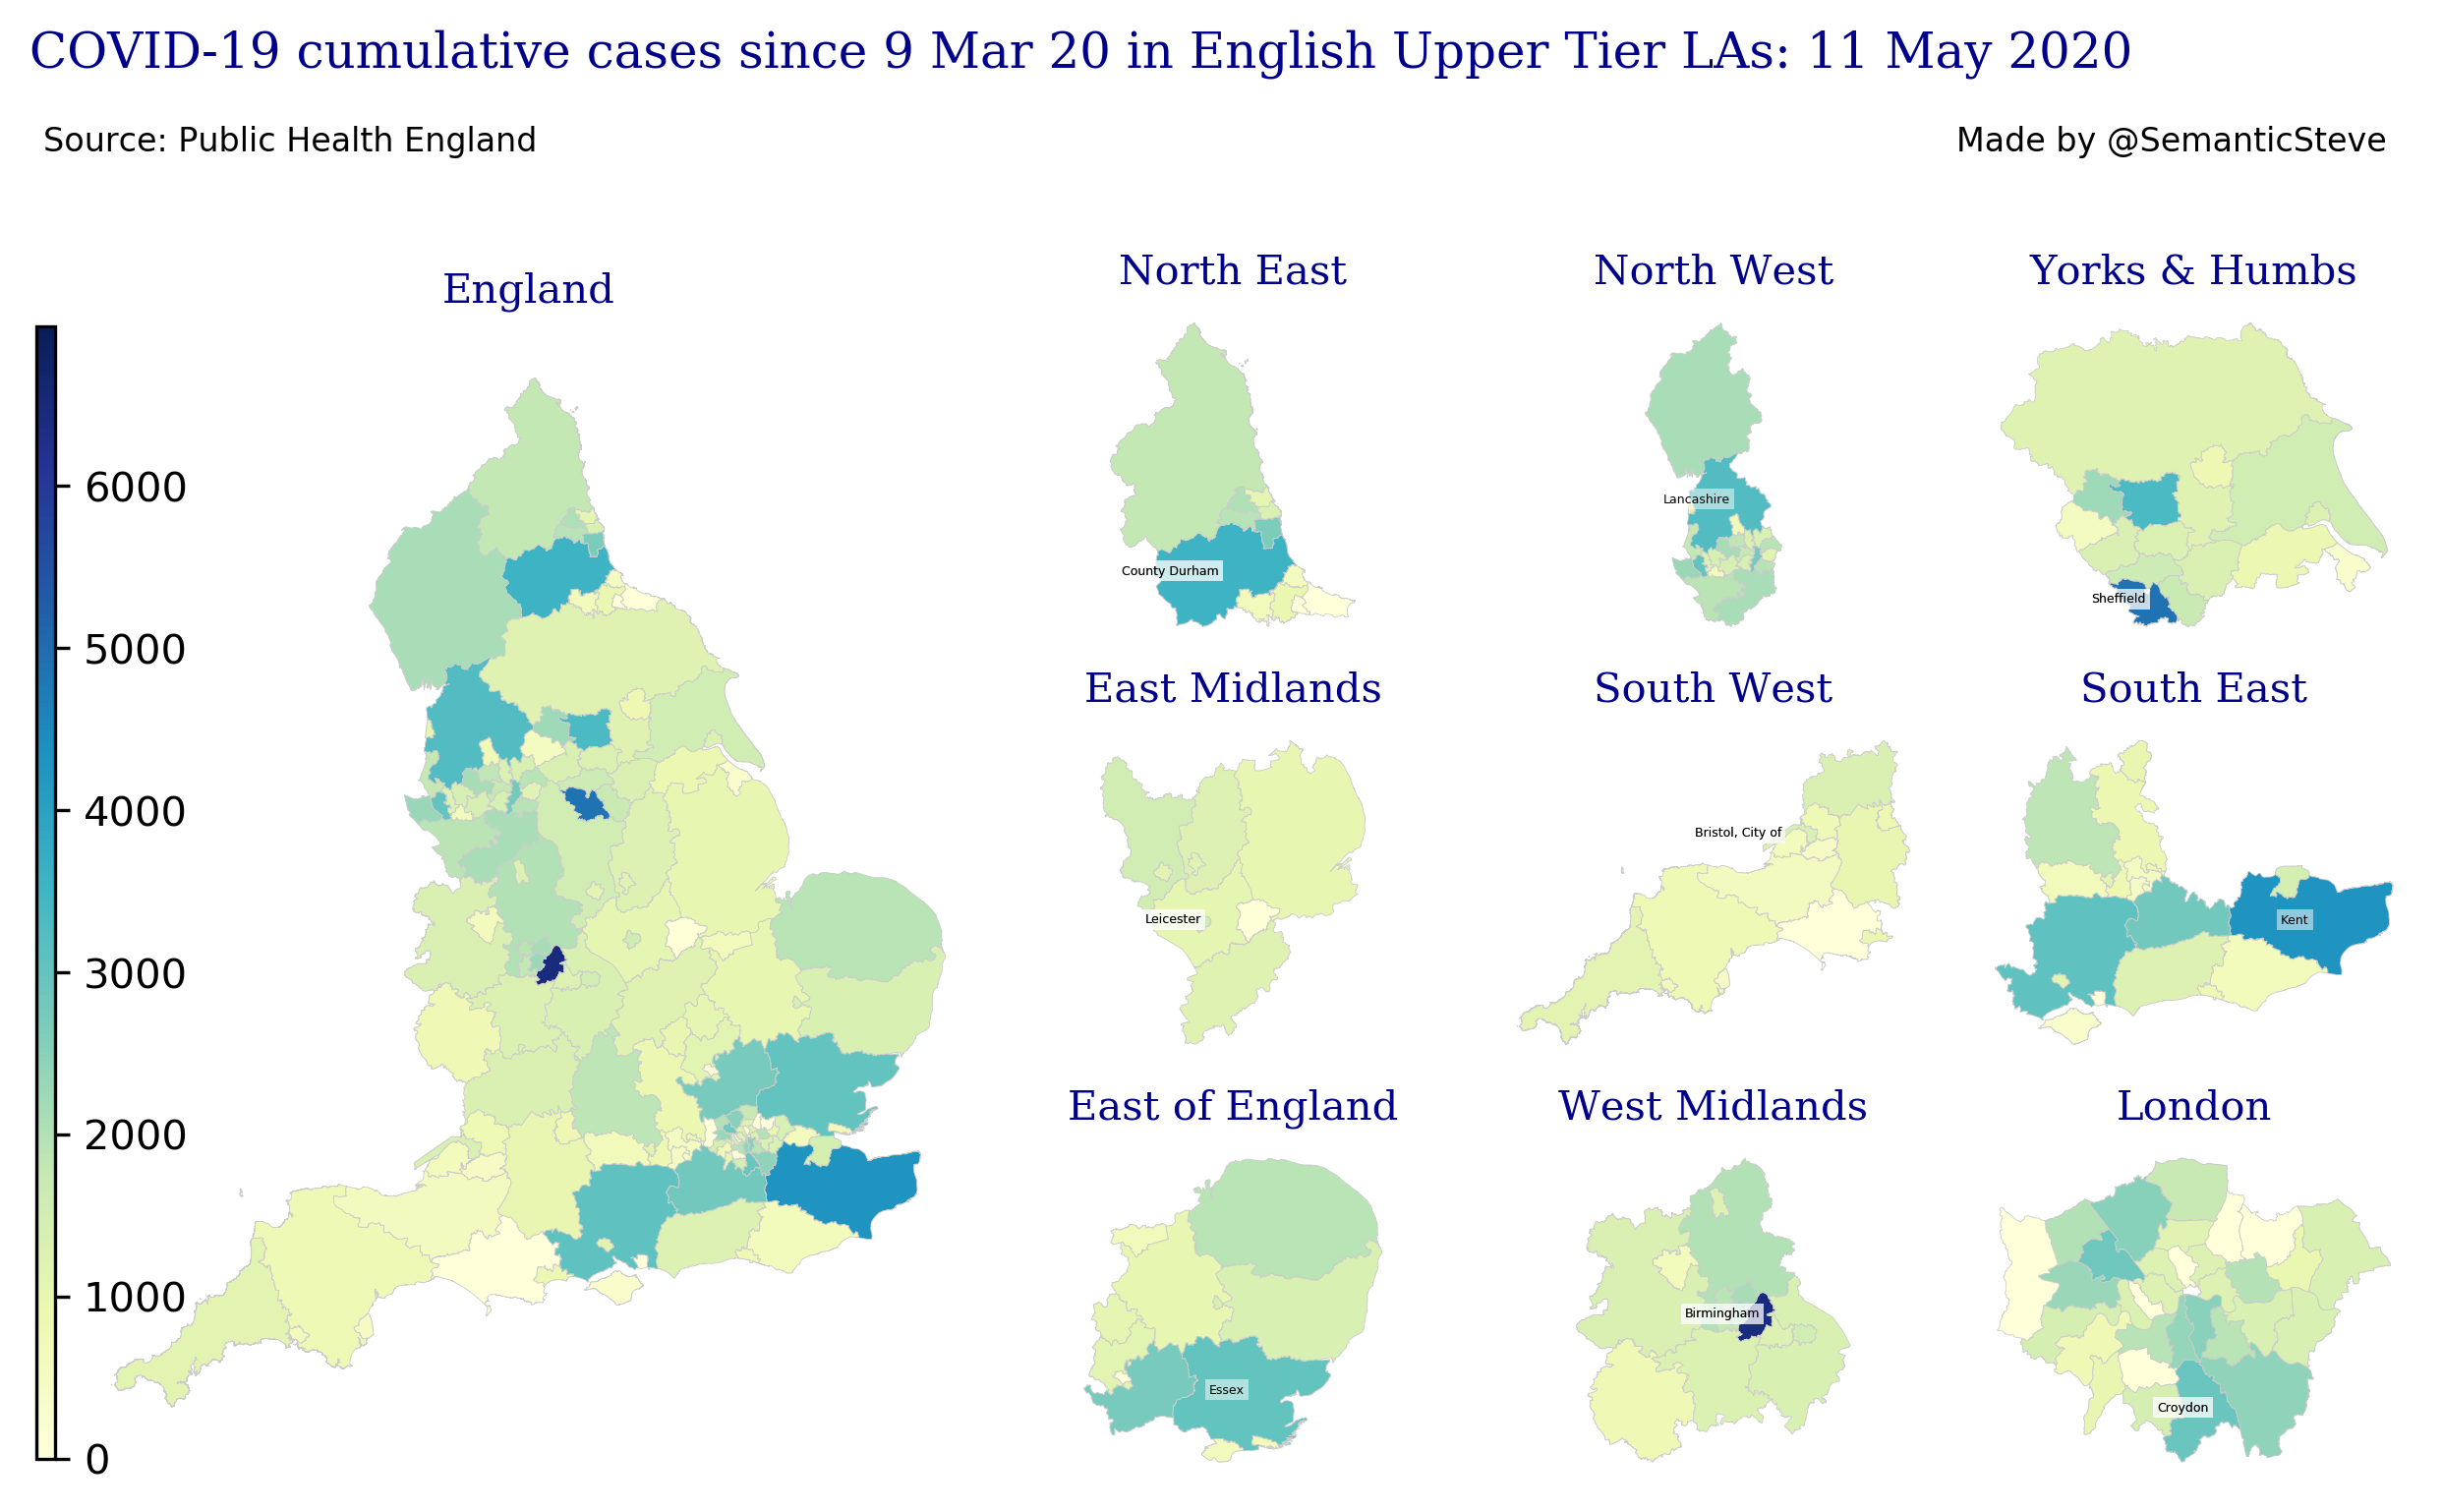 COVID-19 cumulative cases since 9 Mar 20 in English Upper Tier LAs: 11 May 2020
Source: Public Health England
Made by @SemanticSteve
England
6000
5000
4000
3000
2000
1000
0
North East
County Durham
North West
Lancashire
Yorks & Humbs
Sheffield
East Midlands
Leicester
South West
Bristol, City of
South East
Kent
East of England
Essex
West Midlands
Birmingham
London
Croydon